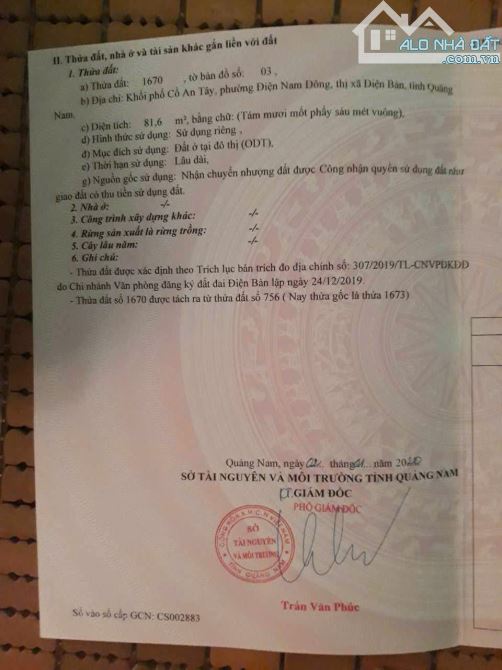 ALO NHÀ ĐẤT
.com.vn
II. Thửa đất, nhà ở và tài sản khác gắn liền với đất
1. Thửa đất:
a) Thửa đất: 1670 , tờ bản đồ số: 03 ,
b) Địa chỉ: Khối phố Cổ An Tây, phường Điện Nam Đông, thị xã Điện Bàn, tỉnh Quảng
Nam.
c) Diện tích: 81,6 m², bằng chữ: (Tám mươi mốt phẩy sáu mét vuông),
d) Hình thức sử dụng: Sử dụng riêng ,
đ) Mục đích sử dụng: Đất ở tại đô thị (ODT),
e) Thời hạn sử dụng: Lâu dài,
g) Nguồn gốc sử dụng: Nhận chuyển nhượng đất được Công nhận quyền sử dụng đất như
giao đất có thu tiền sử dụng đất.
2. Nhà ở: -/-
3. Công trình xây dựng khác: -/-
4. Rừng sản xuất là rừng trồng: -/-
5. Cây lâu năm: -/-
6. Ghi chú:
- Thửa đất được xác định theo Trích lục bản trích đo địa chính số: 307/2019/TL-CNVPĐKĐĐ
do Chi nhánh Văn phòng đăng ký đất đai Điện Bàn lập ngày 24/12/2019.
- Thửa đất số 1670 được tách ra từ thửa đất số 756 ( Nay thửa gốc là thửa 1673)
Quảng Nam, ngày tháng 01 năm 2020
SỞ TÀI NGUYÊN VÀ MÔI TRƯỜNG TỈNH QUẢNG NAM
KT.GIÁM ĐỐC
PHÓ GIÁM ĐỐC
SỞ
TÀI NGUYÊN
VÀ MÔI TRƯỜNG
Trần Văn Phúc
Số vào sổ cấp GCN: CS002883